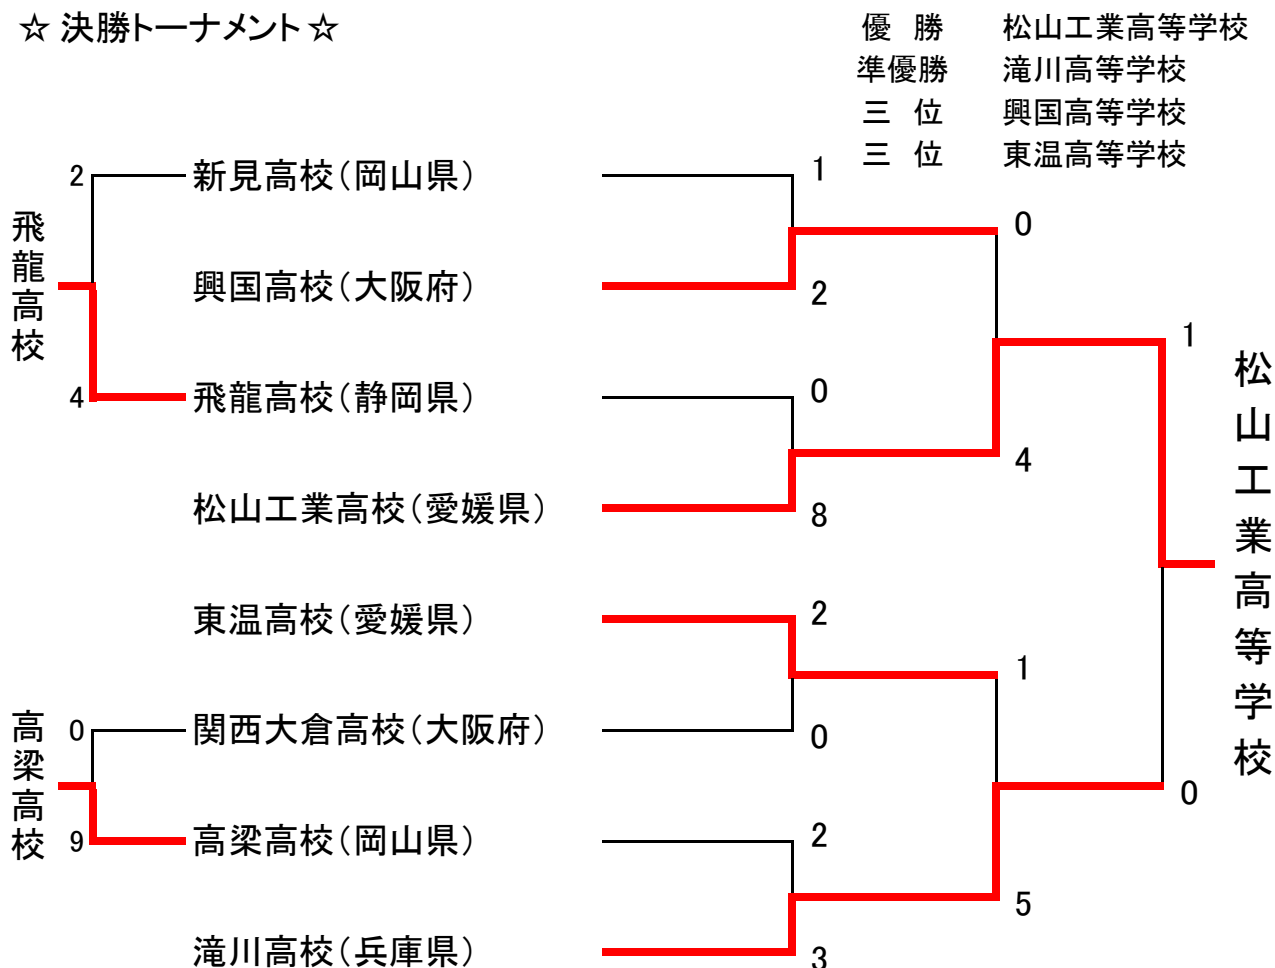 ☆ 決勝トーナメント ☆
優 勝 松山工業高等学校
準優勝 滝川高等学校
三 位 興国高等学校
三 位 東温高等学校
2 新見高校（岡山県） 1
0
飛龍高校
興国高校（大阪府） 2
1
4 飛龍高校（静岡県） 0
4
松山工業高校（愛媛県） 8
松山工業高等学校
東温高校（愛媛県） 2
1
0 関西大倉高校（大阪府） 0
高梁高校
0
9 高梁高校（岡山県） 2
5
滝川高校（兵庫県） 3